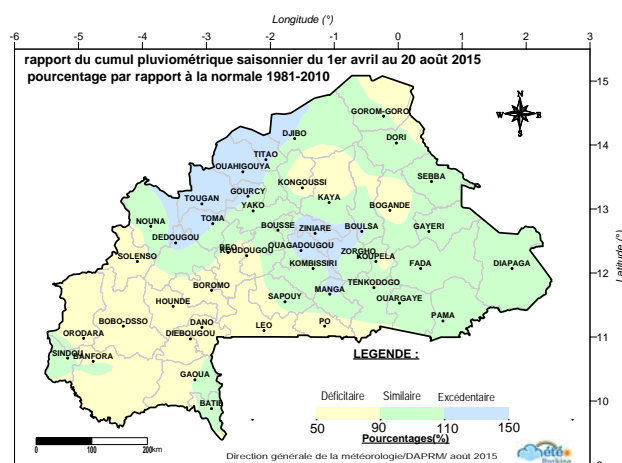 Longitude (°)
-6 -5 -4 -3 -2 -1 0 1 2 3
rapport du cumul pluviométrique saisonnier du 1er avril au 20 août 2015
pourcentage par rapport à la normale 1981-2010
15
GOROM-GORO
N
W E
S
DJIBO
DORI
14
TITAO
OUAHIGOUYA
SEBBA
KONGOUSSI
TOUGAN
GOURCY
KAYA
BOGANDE
13
NOUNA
TOMA
YAKO
BOUSSE
ZINIARE
BOULSA
GAYERI
DEDOUGOU
REO
KOUDOUGOU
OUAGADOUGOU
ZORGHO
KOUPELA
SOLENSO
KOMBISSIRI
FADA
DIAPAGA
12
BOROMO
MANGA
TENKODOGO
HOUNDE
SAPOUY
OUARGAYE
BOBO-DSSO
DANO
LEO
PO
PAMA
ORODARA
DIEBOUGOU
11
SINDOU
BANFORA
LEGENDE :
GAOUA
Déficitaire Similaire Excédentaire
BATIE
10
50 90 110 150
Pourcentages(%)
0 100 200km
Direction générale de la météorologie/DAPRM/ août 2015
météo
Burkina
9
Latitude (°)